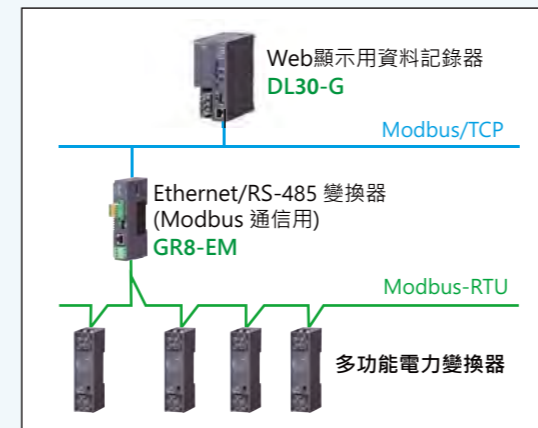 Web顯示用資料記錄器
DL30-G
Modbus/TCP
Ethernet/RS-485 變換器
(Modbus 通信用)
GR8-EM
Modbus-RTU
多功能電力變換器